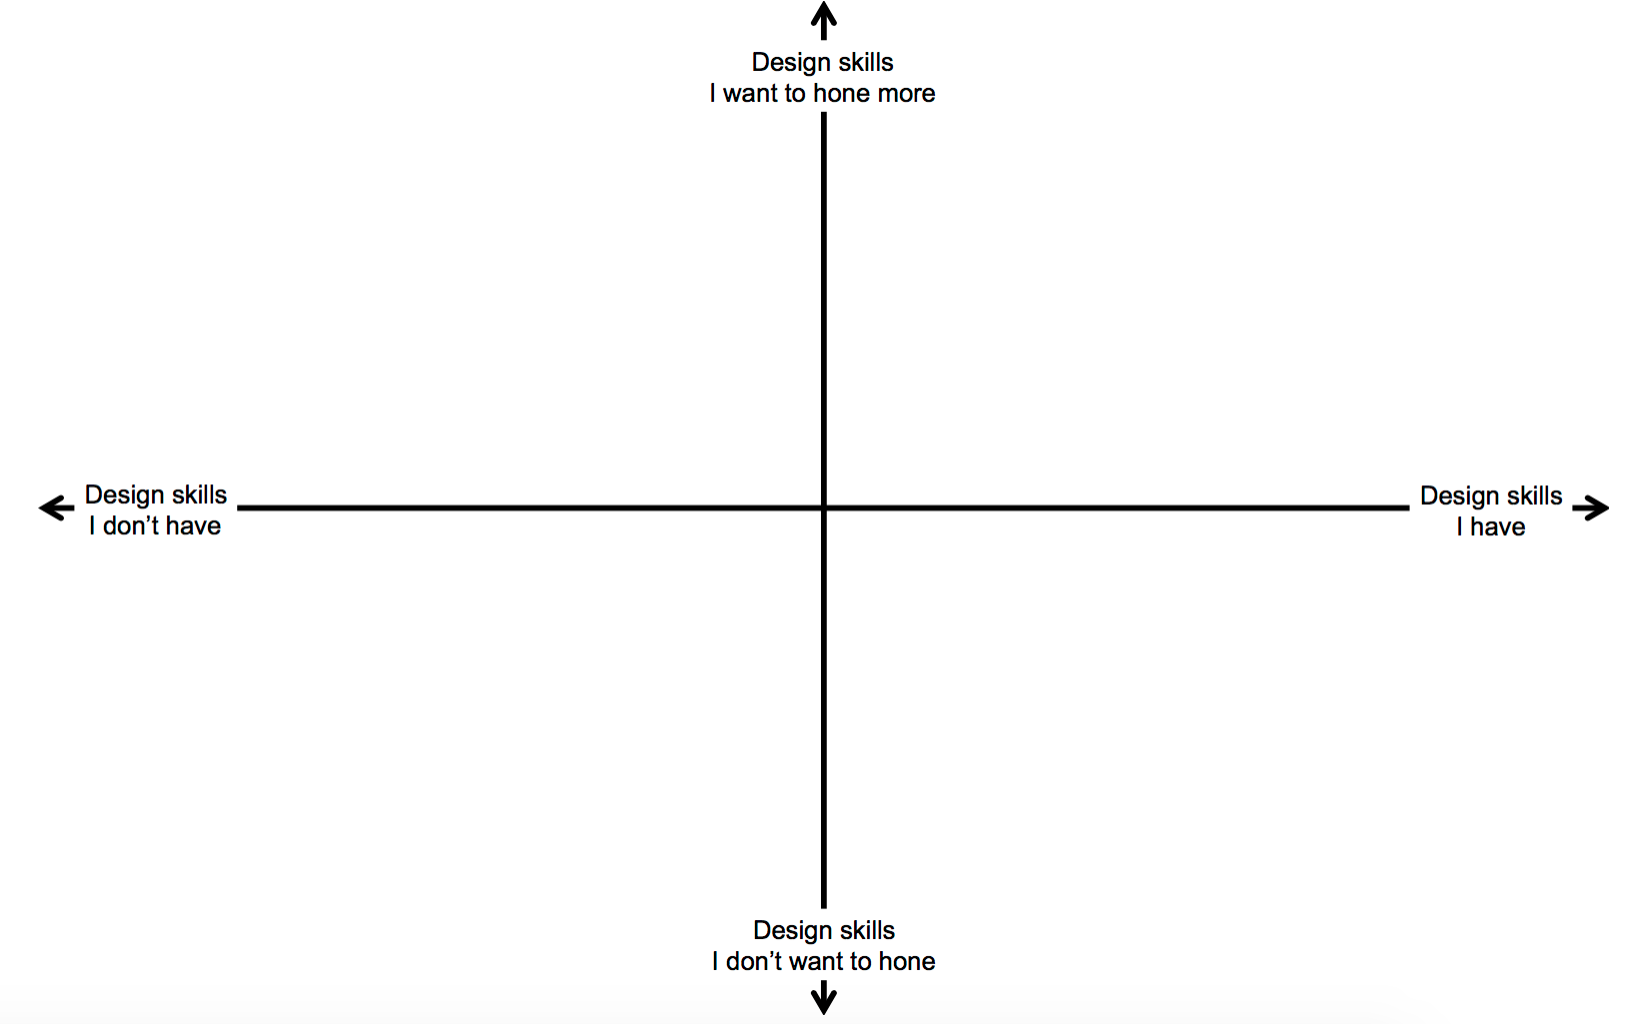 Design skills
I want to hone more
Design skills
I don’t have
Design skills
I have
Design skills
I don’t want to hone